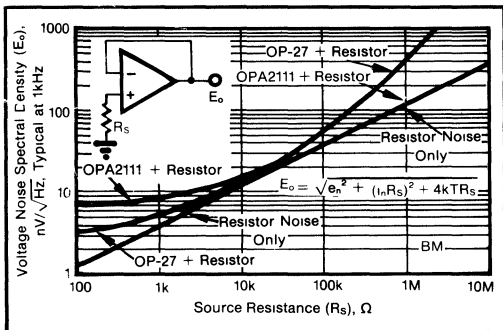 Voltage Noise Spectral Density (Eo),
nV/√Hz, Typical at 1kHz
1000
100
10
1
OP-27 + Resistor
OPA2111 + Resistor
Eo
RS
Resistor Noise
Only
OPA2111 + Resistor
Eo = √en² + (inRS)² + 4kTRS
Resistor Noise
Only
OP-27 + Resistor
BM
100
1k
10k
100k
1M
10M
Source Resistance (RS), Ω